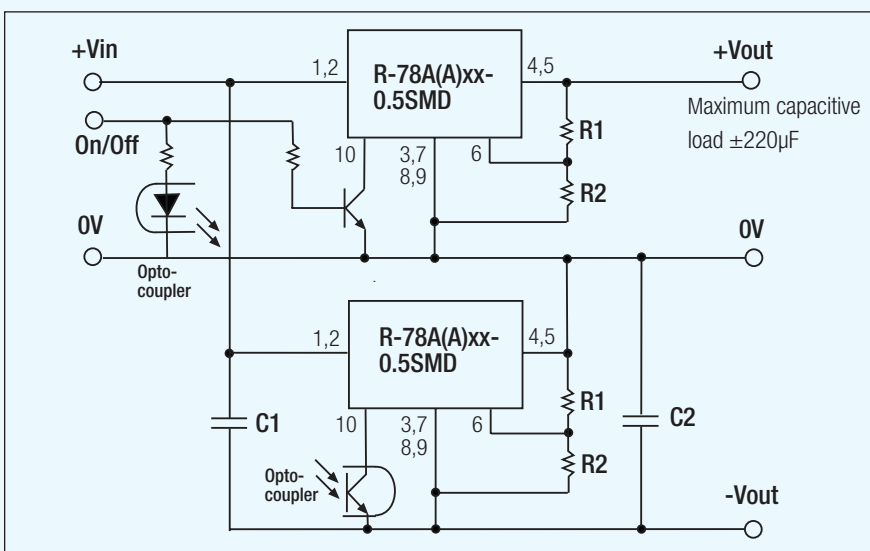 +Vin
1,2
R-78A(A)xx-
0.5SMD
4,5
+Vout
Maximum capacitive
load ±220µF
On/Off
10
3,7
8,9
6
R1
R2
0V
0V
Opto-
coupler
1,2
R-78A(A)xx-
0.5SMD
4,5
C1
10
3,7
8,9
6
R1
R2
C2
Opto-
coupler
-Vout